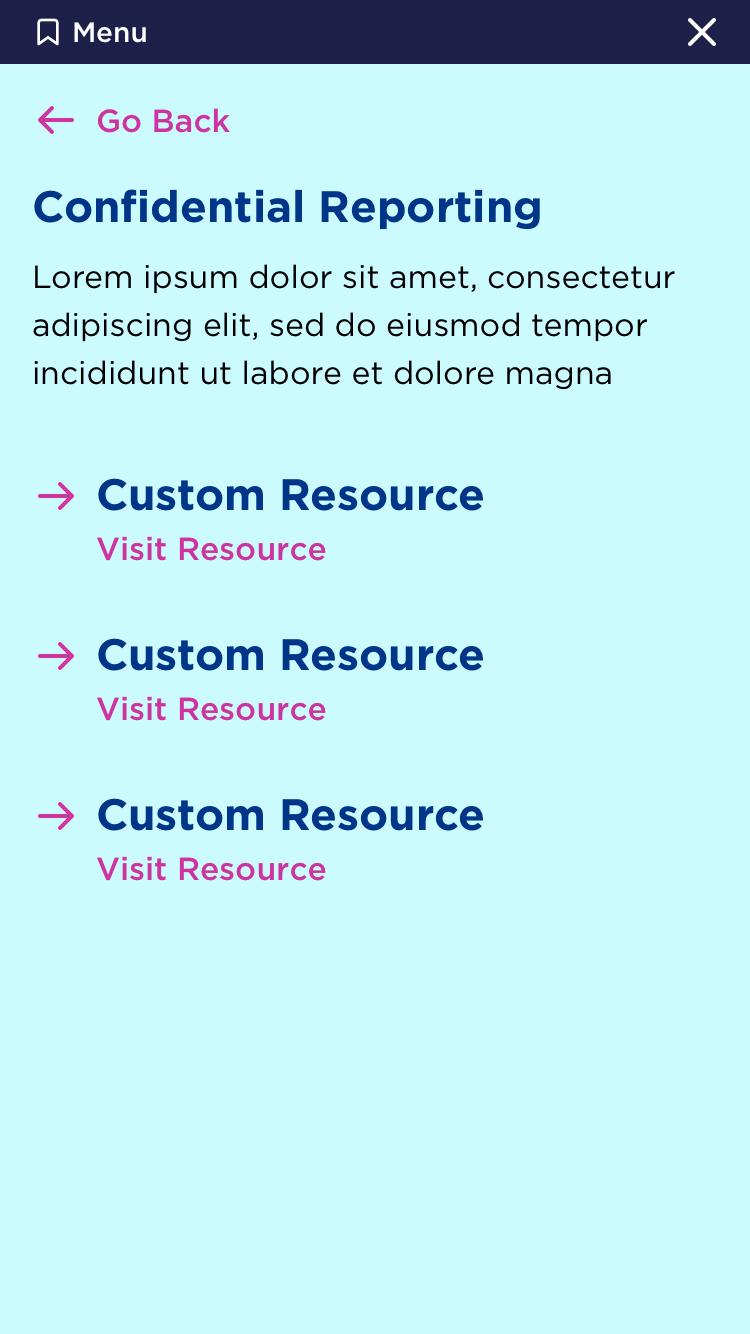 Menu
Go Back
Confidential Reporting
Lorem ipsum dolor sit amet, consectetur
adipiscing elit, sed do eiusmod tempor
incididunt ut labore et dolore magna
Custom Resource
Visit Resource
Custom Resource
Visit Resource
Custom Resource
Visit Resource